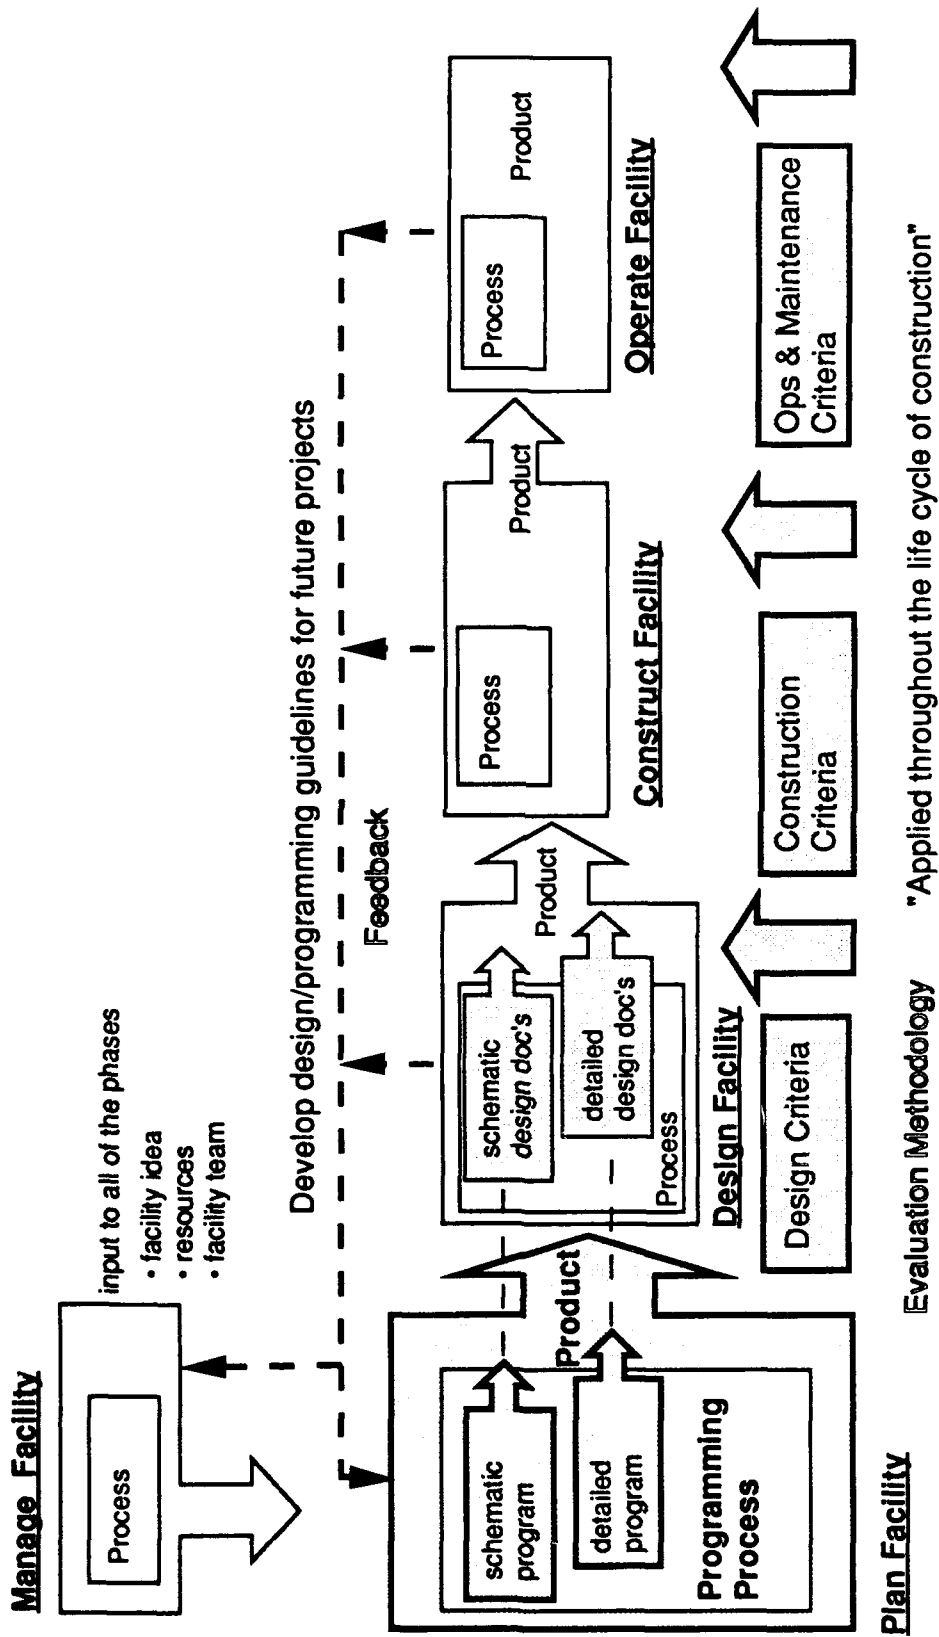 Manage Facility
Process
input to all of the phases
• facility idea
• resources
• facility team
Develop design/programming guidelines for future projects
Feedback
schematic
program
detailed
program
Programming
Process
Product
Plan Facility
schematic
design doc's
detailed
design doc's
Process
Product
Design Facility
Process
Product
Construct Facility
Process
Product
Operate Facility
Design Criteria
Construction
Criteria
Ops & Maintenance
Criteria
Evaluation Methodology "Applied throughout the life cycle of construction"